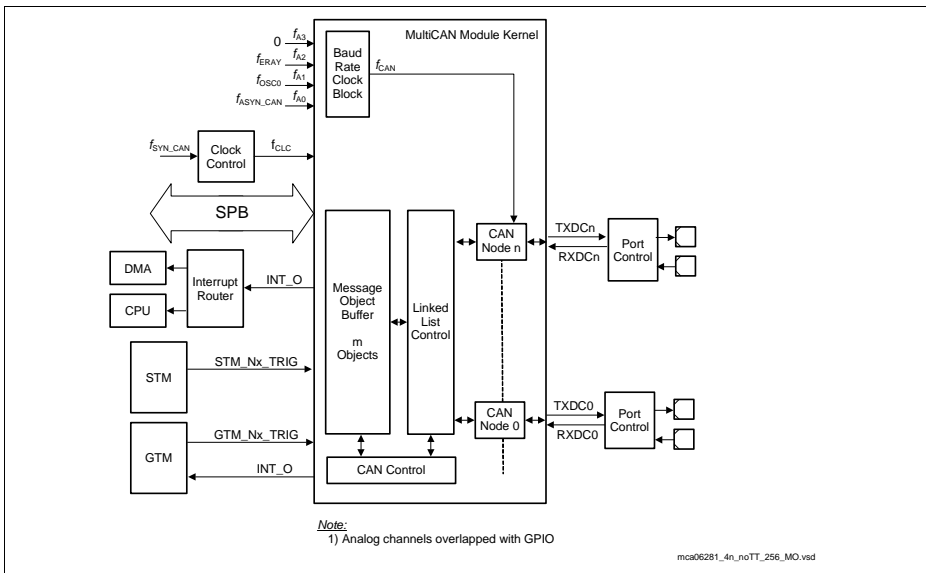 MultiCAN Module Kernel
0 fA3
fERAY fA2
fOSC0 fA1
fASYN_CAN fA0
Baud
Rate
Clock
Block
fCAN
fSYN_CAN
Clock
Control
fCLC
SPB
DMA
CPU
Interrupt
Router
INT_O
STM
STM_Nx_TRIG
GTM
GTM_Nx_TRIG
INT_O
Message
Object
Buffer
m
Objects
Linked
List
Control
CAN Control
CAN
Node n
TXDCn
RXDCn
Port
Control
CAN
Node 0
TXDC0
RXDC0
Port
Control
Note:
1) Analog channels overlapped with GPIO
mca06281_4n_noTT_256_MO.vsd